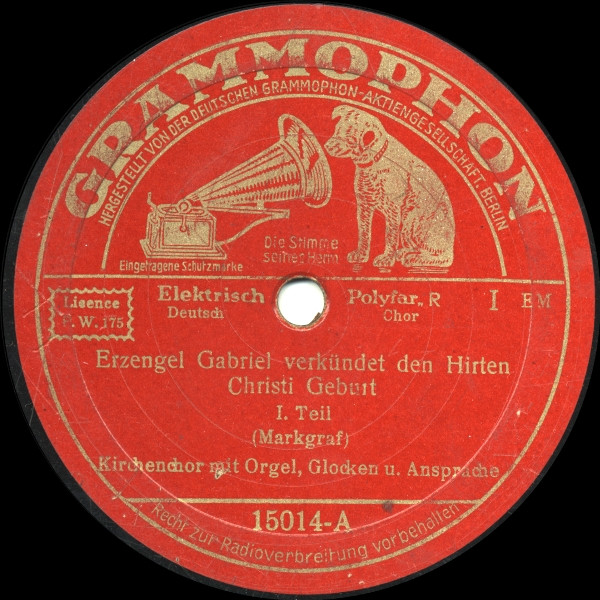 GRAMMOPHON
HERGESTELLT VON DER DEUTSCHEN GRAMMOPHON-AKTIENGESELLSCHAFT, BERLIN
Die Stimme
seines Herrn
Eingetragene Schutzmarke
Licence
P. W. 175
Elektrisch
Deutsch
Polyfar„ R
Chor
I EM
Erzengel Gabriel verkündet den Hirten
Christi Geburt
I. Teil
(Markgraf)
Kirchenchor mit Orgel, Glocken u. Ansprache
15014-A
Recht zur Radioverbreitung vorbehalten